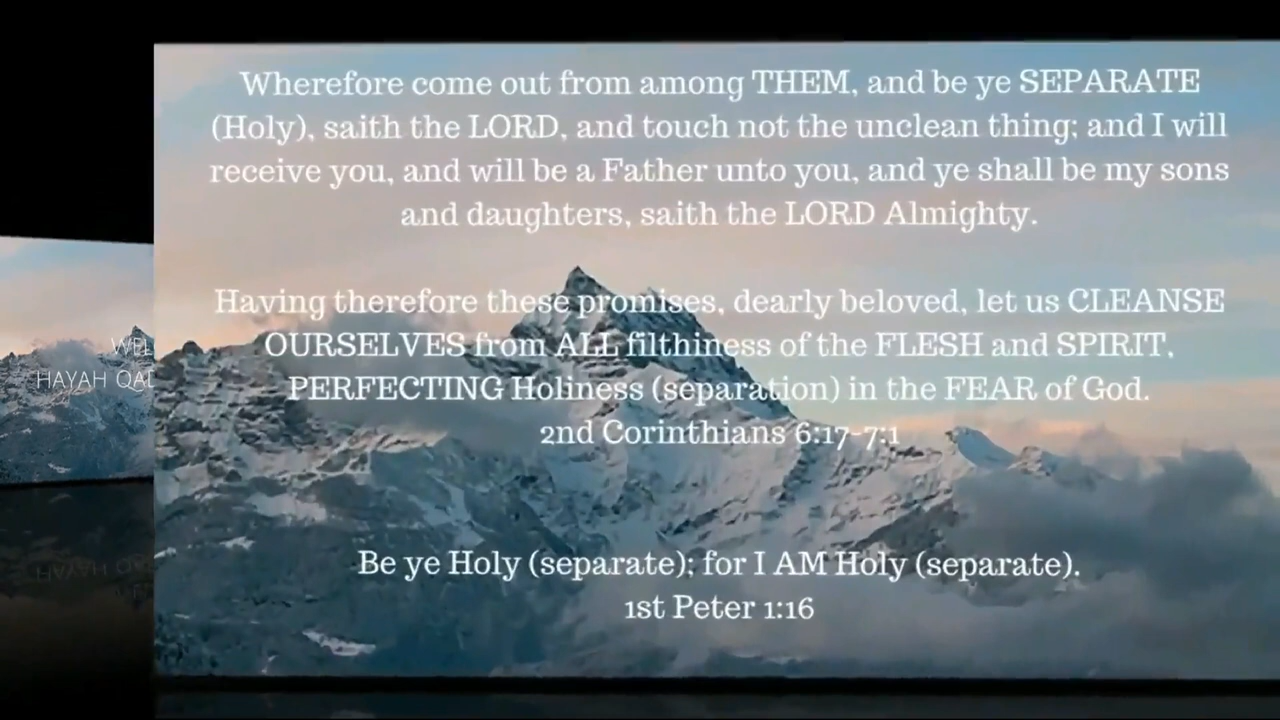 Wherefore come out from among THEM, and be ye SEPARATE
(Holy), saith the LORD, and touch not the unclean thing; and I will
receive you, and will be a Father unto you, and ye shall be my sons
and daughters, saith the LORD Almighty.
Having therefore these promises, dearly beloved, let us CLEANSE
OURSELVES from ALL filthiness of the FLESH and SPIRIT,
PERFECTING Holiness (separation) in the FEAR of God.
2nd Corinthians 6:17-7:1
Be ye Holy (separate); for I AM Holy (separate).
1st Peter 1:16
HAYAH